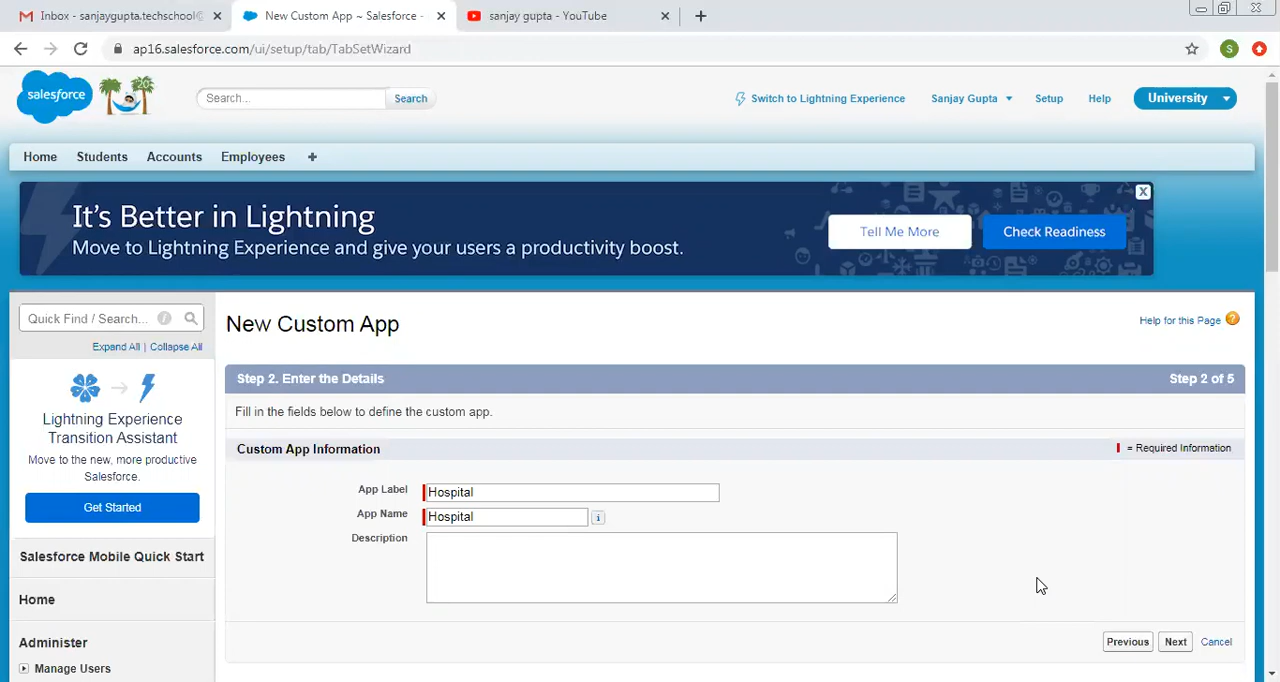 Inbox - sanjaygupta.techschool@
New Custom App ~ Salesforce -
sanjay gupta - YouTube
ap16.salesforce.com/ui/setup/tab/TabSetWizard
S
salesforce
20
Search...
Search
Switch to Lightning Experience
Sanjay Gupta
Setup
Help
University
Home
Students
Accounts
Employees
+
It's Better in Lightning
Move to Lightning Experience and give your users a productivity boost.
Tell Me More
Check Readiness
X
Quick Find / Search...
i
Expand All | Collapse All
Lightning Experience
Transition Assistant
Move to the new, more productive
Salesforce.
Get Started
Salesforce Mobile Quick Start
Home
Administer
Manage Users
New Custom App
Help for this Page
?
Step 2. Enter the Details
Step 2 of 5
Fill in the fields below to define the custom app.
Custom App Information
= Required Information
App Label
Hospital
App Name
Hospital
i
Description
Previous
Next
Cancel